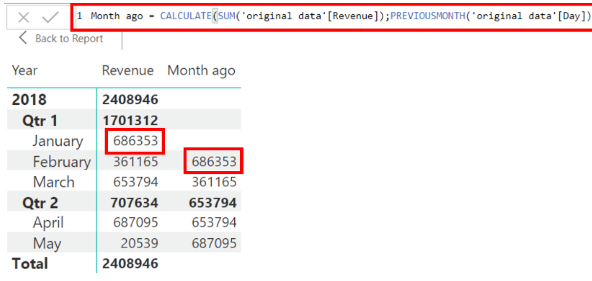 1 Month ago = CALCULATE(SUM('original data'[Revenue]);PREVIOUSMONTH('original data'[Day])
Back to Report
Year Revenue Month ago
2018 2408946
Qtr 1 1701312
January 686353
February 361165 686353
March 653794 361165
Qtr 2 707634 653794
April 687095 653794
May 20539 687095
Total 2408946